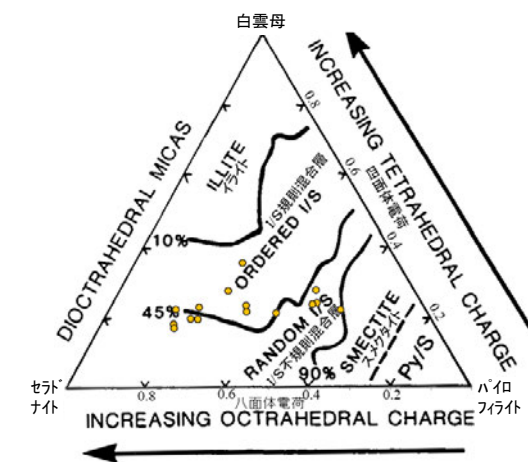 白雲母
DIOCTRAHEDRAL MICAS
INCREASING TETRAHEDRAL CHARGE
四面体電荷
0.8
0.6
0.4
0.2
ILLITE
イライト
I/S規則混合層
ORDERED I/S
10%
45%
RANDOM I/S
I/S不規則混合層
90%
SMECTITE
スメクタイト
Py/S
セラドナイト
パイロフィライト
0.8
0.6
0.4
0.2
八面体電荷
INCREASING OCTRAHEDRAL CHARGE